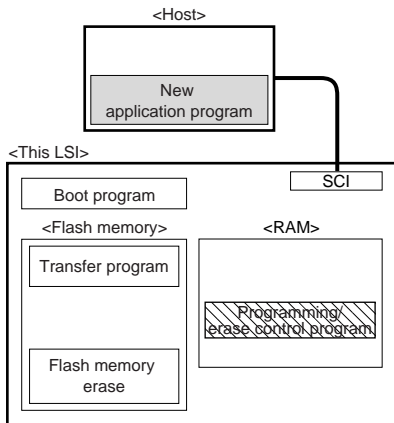 <Host>
New
application program
<This LSI>
SCI
Boot program
<Flash memory>
<RAM>
Transfer program
Programming/
erase control program
Flash memory
erase